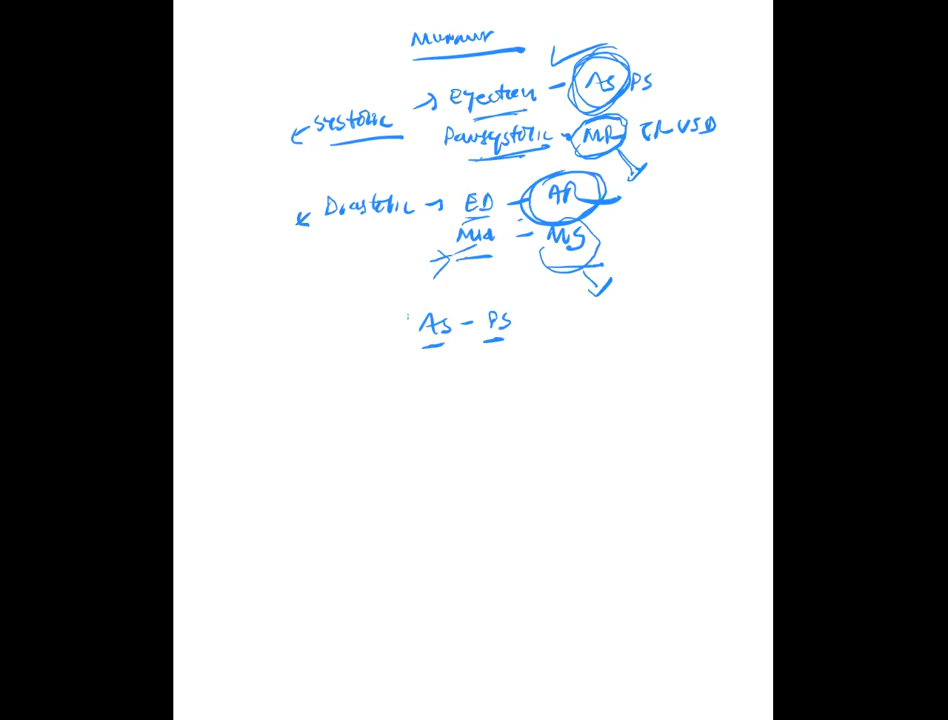 Murmur
Systolic → Ejection - AS PS
Pansystolic - MR TR VSD
Diastolic → ED - AR
Mid - MS
AS - PS